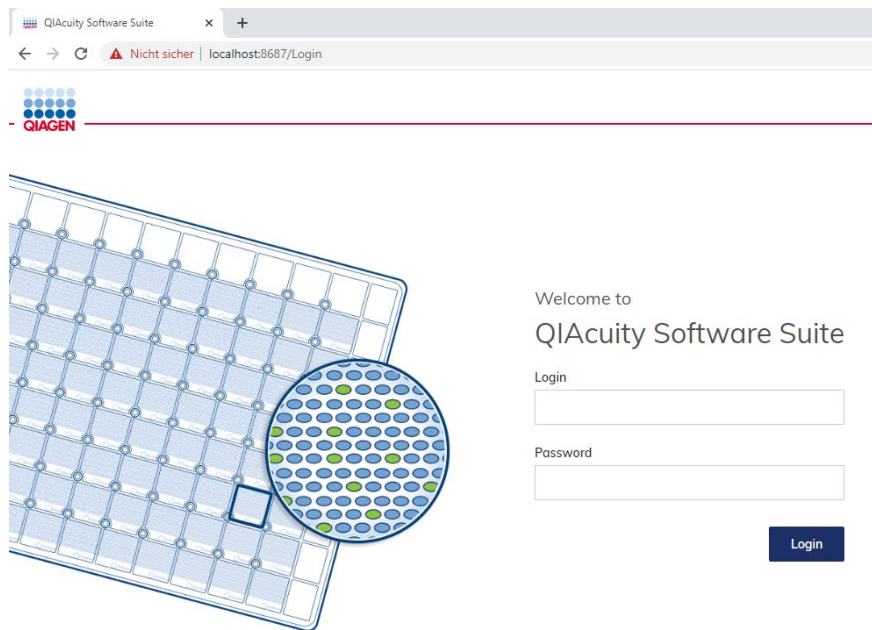 QIAcuity Software Suite
Nicht sicher | localhost:8687/Login
QIAGEN
Welcome to
QIAcuity Software Suite
Login
Password
Login